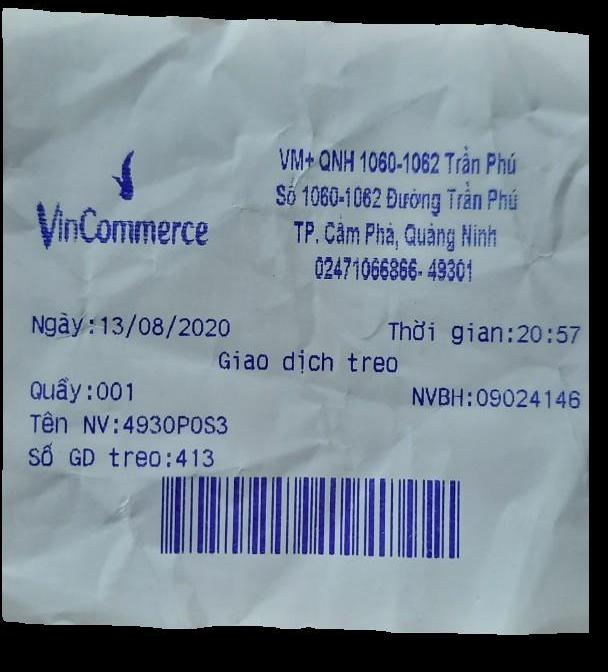 VM+ QNH 1060-1062 Trần Phú
Số 1060-1062 Đường Trần Phú
VinCommerce
TP. Cẩm Phả, Quảng Ninh
02471066866- 49301
Ngày:13/08/2020 Thời gian:20:57
Giao dịch treo
Quầy:001 NVBH:09024146
Tên NV:4930POS3
Số GD treo:413